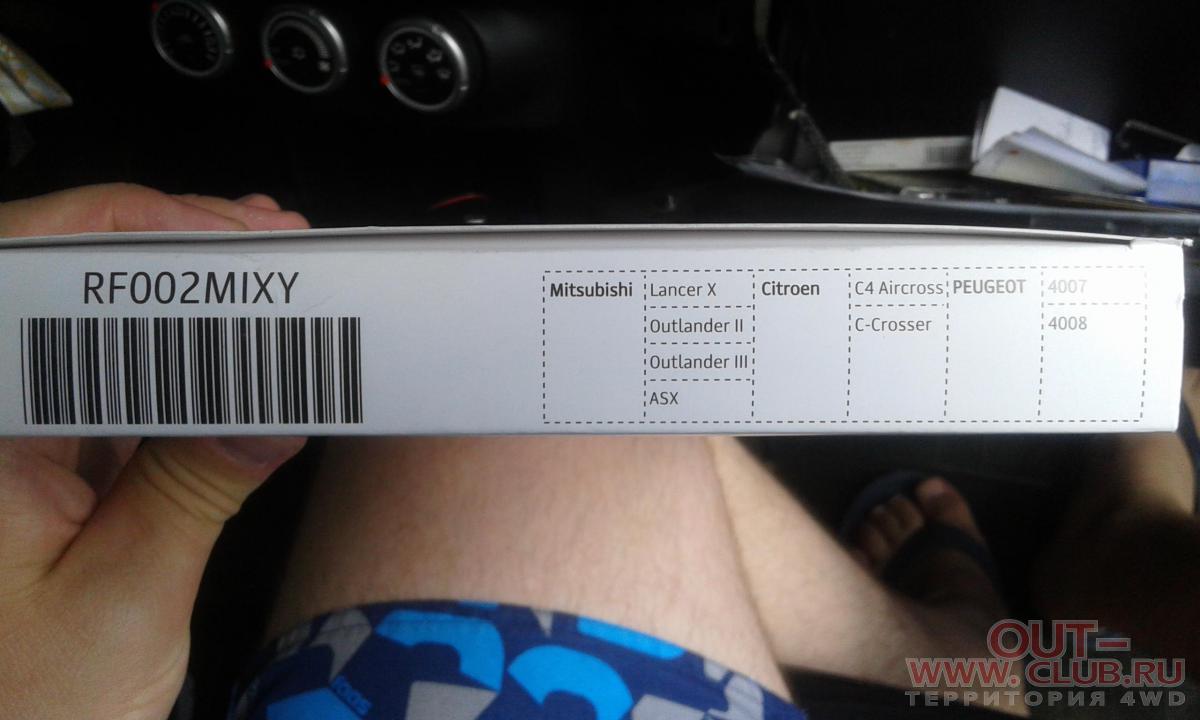 RF002MIXY
Mitsubishi Lancer X Citroen C4 Aircross PEUGEOT 4007
Outlander II C-Crosser 4008
Outlander III
ASX
OUT-
WWW.CLUB.RU
ТЕРРИТОРИЯ 4WD